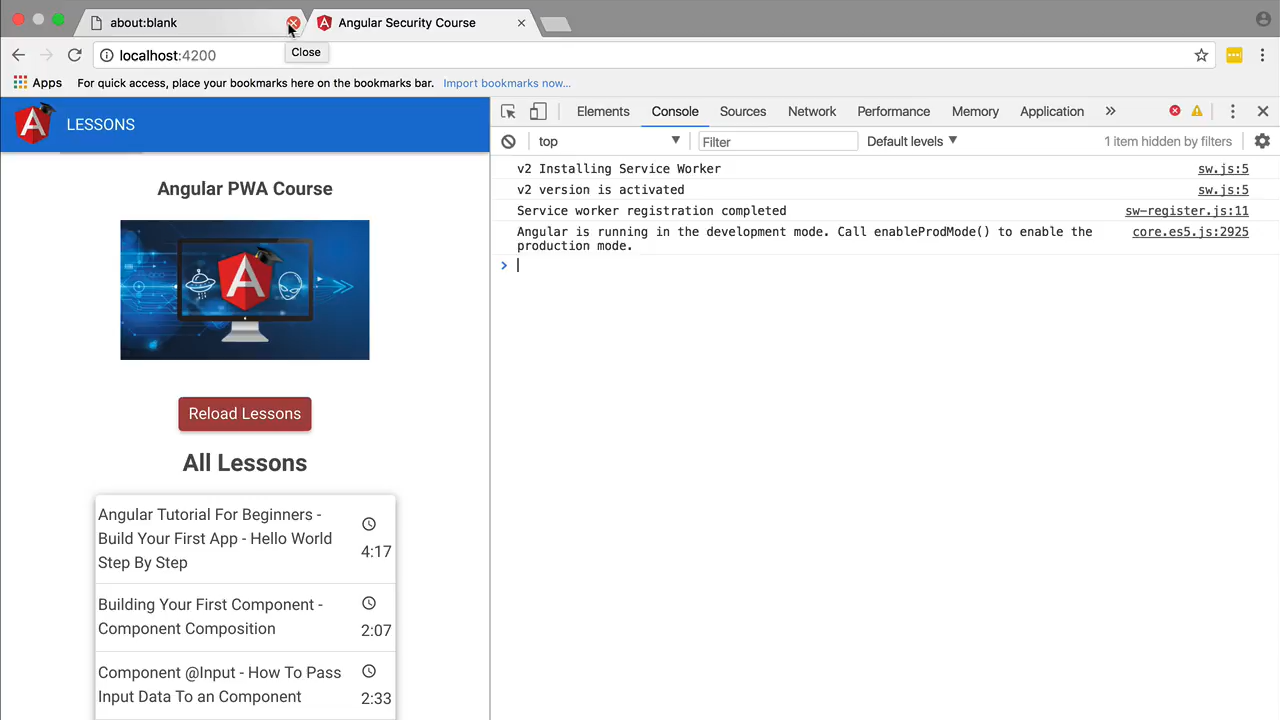 about:blank
Angular Security Course
Close
localhost:4200
Apps For quick access, place your bookmarks here on the bookmarks bar. Import bookmarks now...
LESSONS
Angular PWA Course
A
Reload Lessons
All Lessons
Angular Tutorial For Beginners -
Build Your First App - Hello World
Step By Step
4:17
Building Your First Component -
Component Composition
2:07
Component @Input - How To Pass
Input Data To an Component
2:33
Elements Console Sources Network Performance Memory Application »
top Filter Default levels 1 item hidden by filters
v2 Installing Service Worker sw.js:5
v2 version is activated sw.js:5
Service worker registration completed sw-register.js:11
Angular is running in the development mode. Call enableProdMode() to enable the core.es5.js:2925
production mode.
>